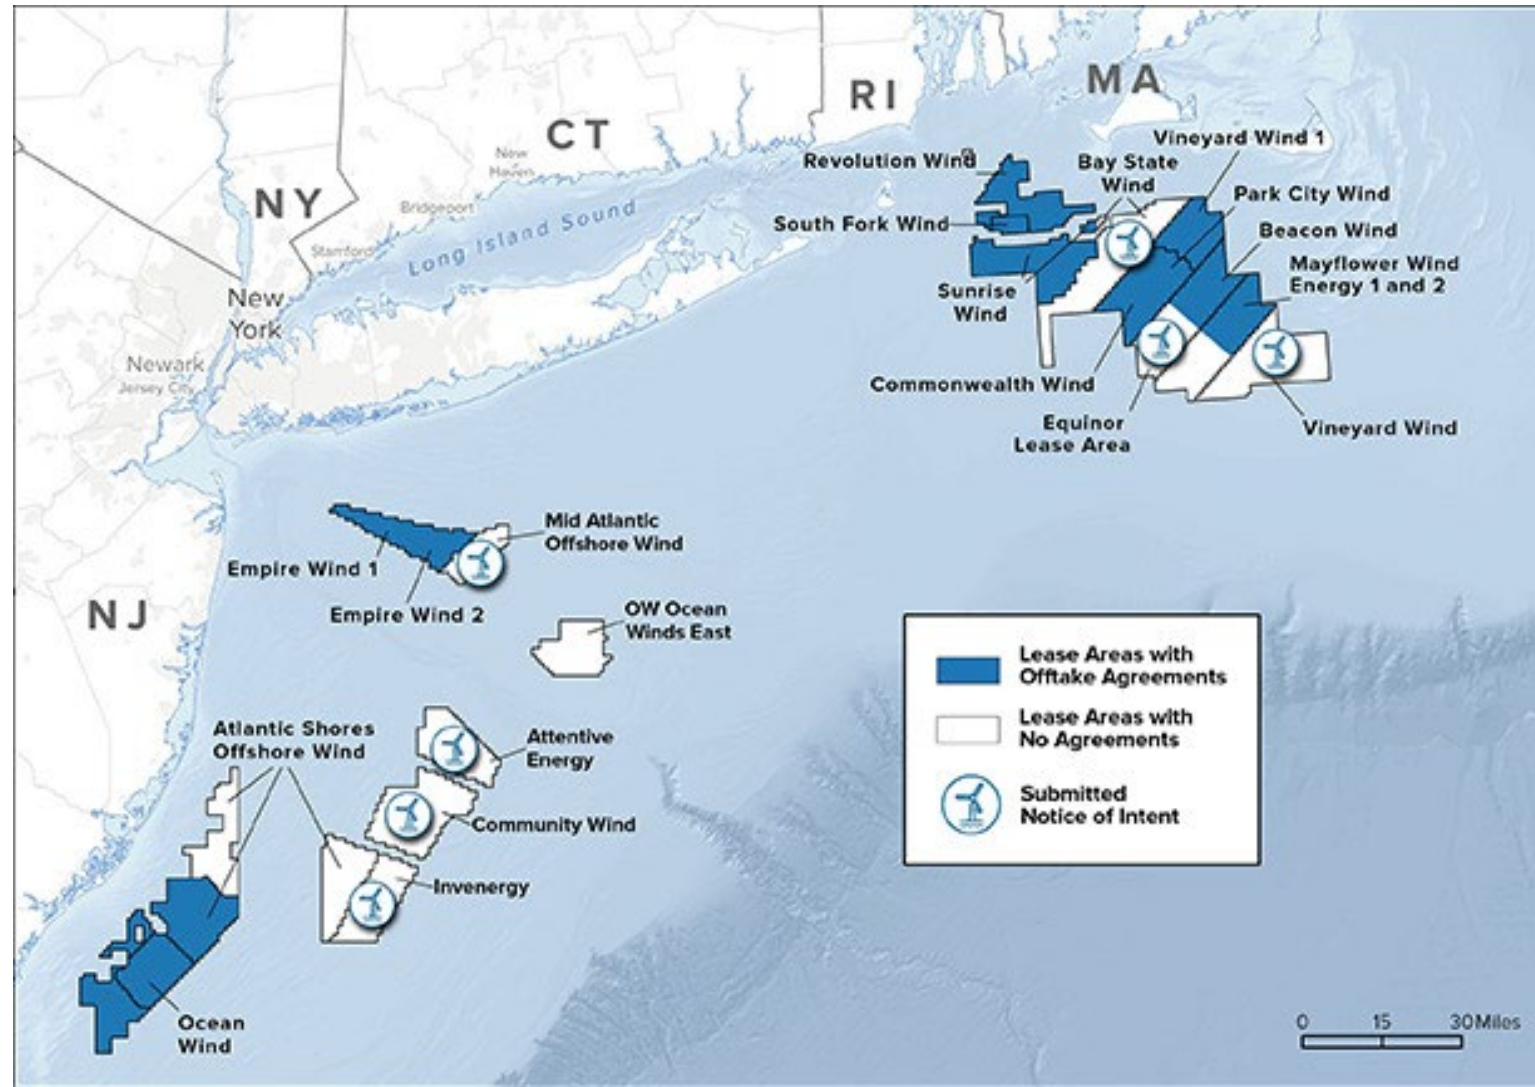 MA
RI
CT
NY
NJ
New
Haven
Bridgeport
Stamford
Long Island Sound
New
York
Newark
Jersey City
Revolution Wind
South Fork Wind
Bay State
Wind
Vineyard Wind 1
Park City Wind
Beacon Wind
Mayflower Wind
Energy 1 and 2
Sunrise
Wind
Commonwealth Wind
Equinor
Lease Area
Vineyard Wind
Mid Atlantic
Offshore Wind
Empire Wind 1
Empire Wind 2
OW Ocean
Winds East
Atlantic Shores
Offshore Wind
Attentive
Energy
Community Wind
Invenergy
Ocean
Wind
Lease Areas with
Offtake Agreements
Lease Areas with
No Agreements
Submitted
Notice of Intent
0 15 30 Miles